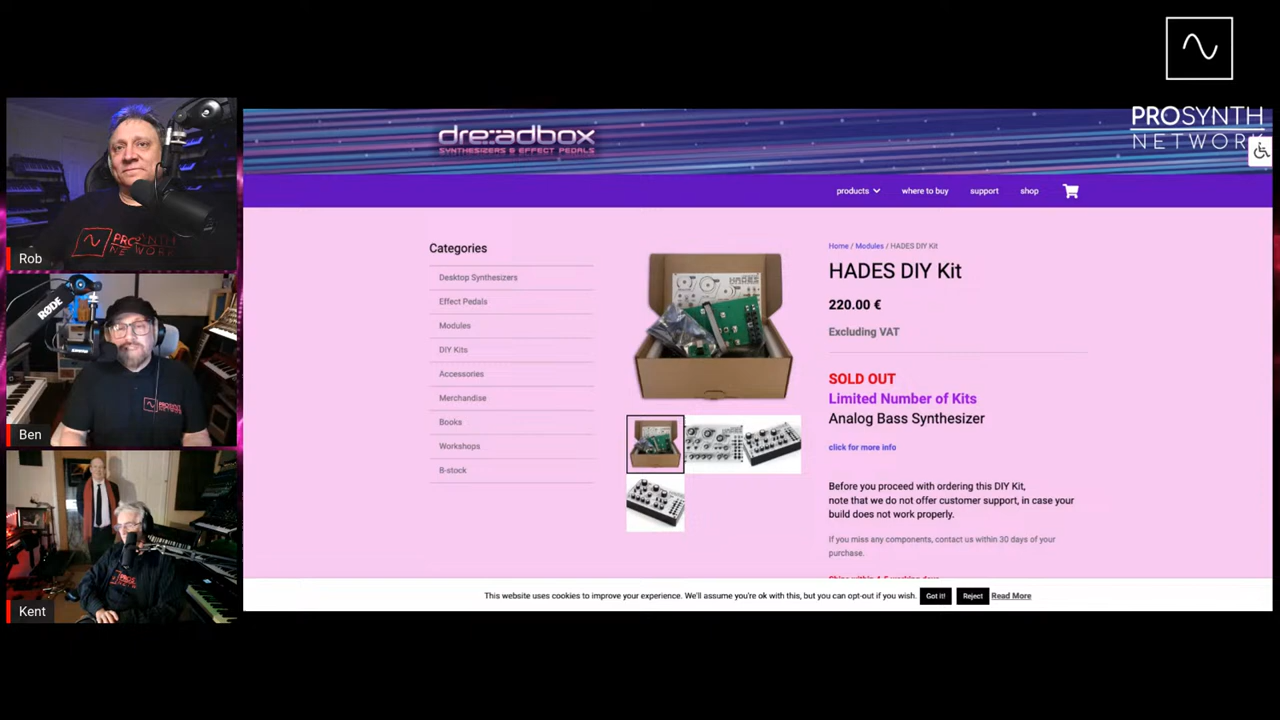 PROSYNTH
NETWORK
dreadbox
SYNTHESIZERS & EFFECT PEDALS
products
where to buy
support
shop
Rob
RØDE
Ben
Kent
Categories
Desktop Synthesizers
Effect Pedals
Modules
DIY Kits
Accessories
Merchandise
Books
Workshops
B-stock
HADES
Home / Modules / HADES DIY Kit
HADES DIY Kit
220.00 €
Excluding VAT
SOLD OUT
Limited Number of Kits
Analog Bass Synthesizer
click for more info
Before you proceed with ordering this DIY Kit,
note that we do not offer customer support, in case your
build does not work properly.
If you miss any components, contact us within 30 days of your
purchase.
This website uses cookies to improve your experience. We'll assume you're ok with this, but you can opt-out if you wish.
Got it!
Reject
Read More